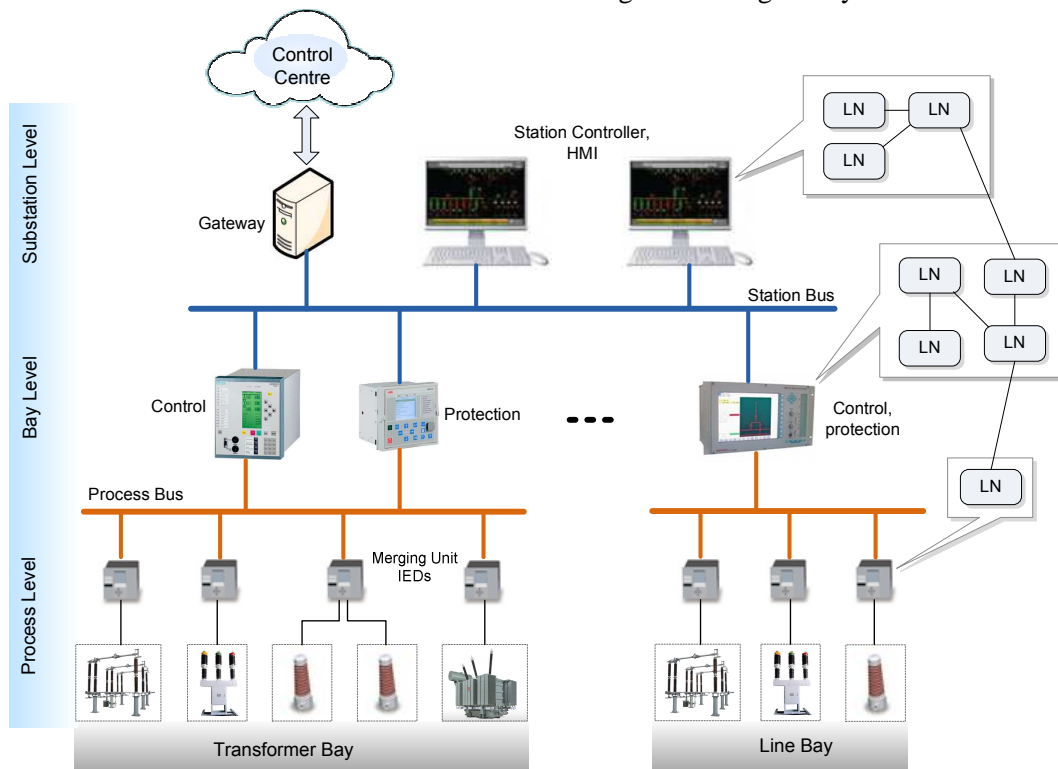 Control
Centre
Substation Level
Station Controller,
HMI
LN
LN
LN
Gateway
Station Bus
LN
LN
LN
LN
Bay Level
Control
Protection
Control,
protection
Process Bus
LN
Process Level
Merging Unit
IEDs
Transformer Bay
Line Bay